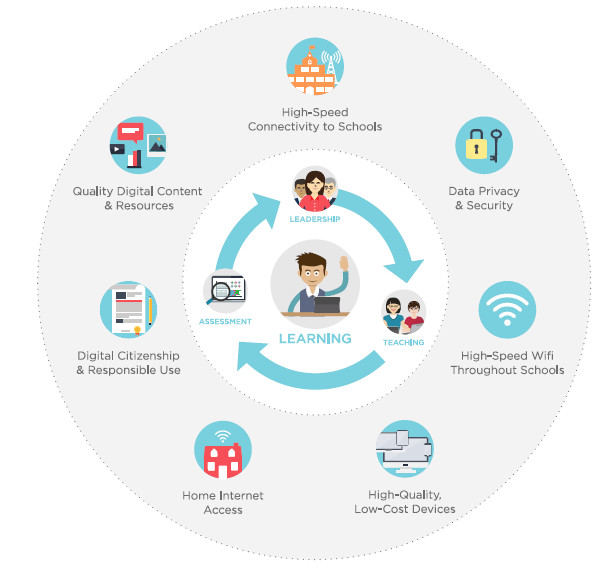 High-Speed
Connectivity to Schools
Data Privacy
& Security
High-Speed Wifi
Throughout Schools
High-Quality,
Low-Cost Devices
Home Internet
Access
Digital Citizenship
& Responsible Use
Quality Digital Content
& Resources
LEADERSHIP
TEACHING
ASSESSMENT
LEARNING